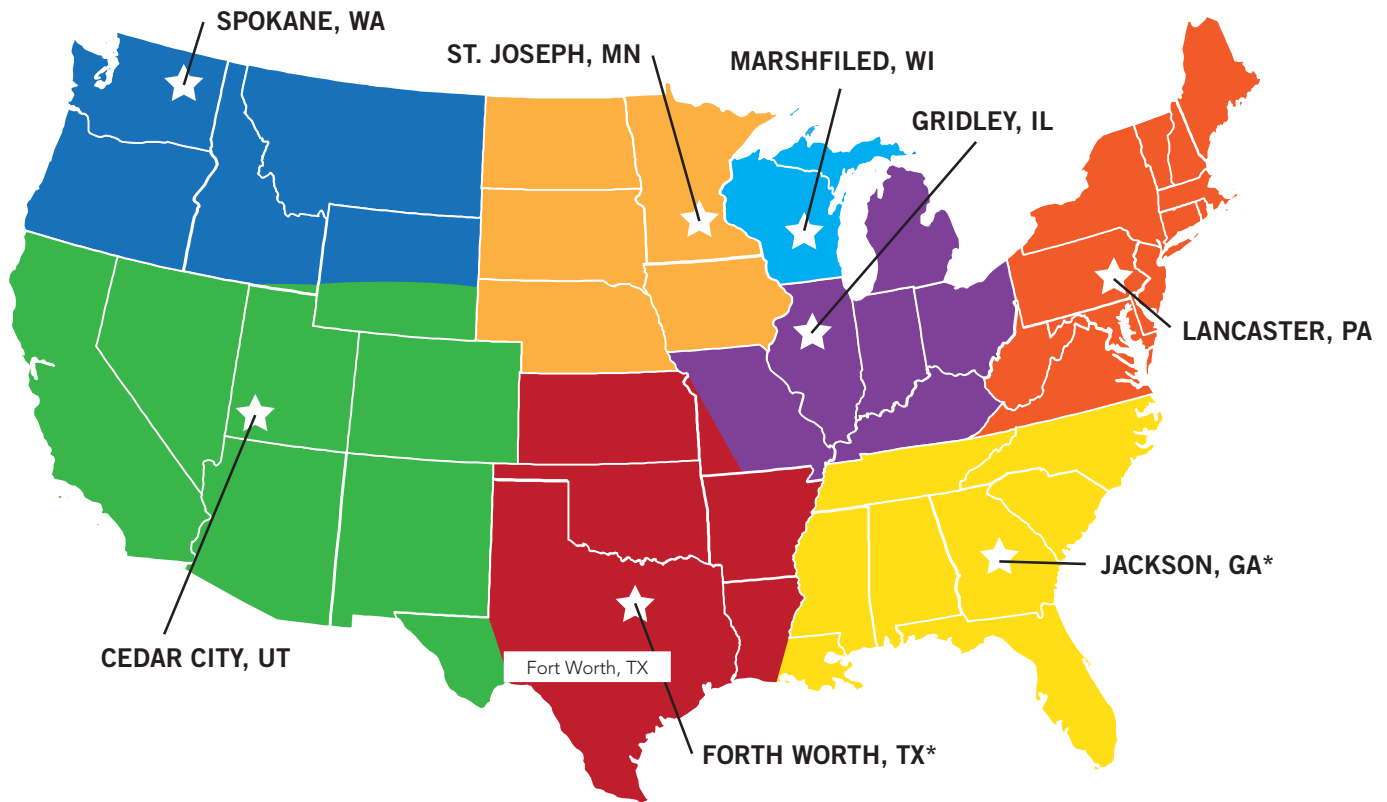 SPOKANE, WA
ST. JOSEPH, MN
MARSHFILED, WI
GRIDLEY, IL
LANCASTER, PA
JACKSON, GA*
CEDAR CITY, UT
Fort Worth, TX
FORTH WORTH, TX*